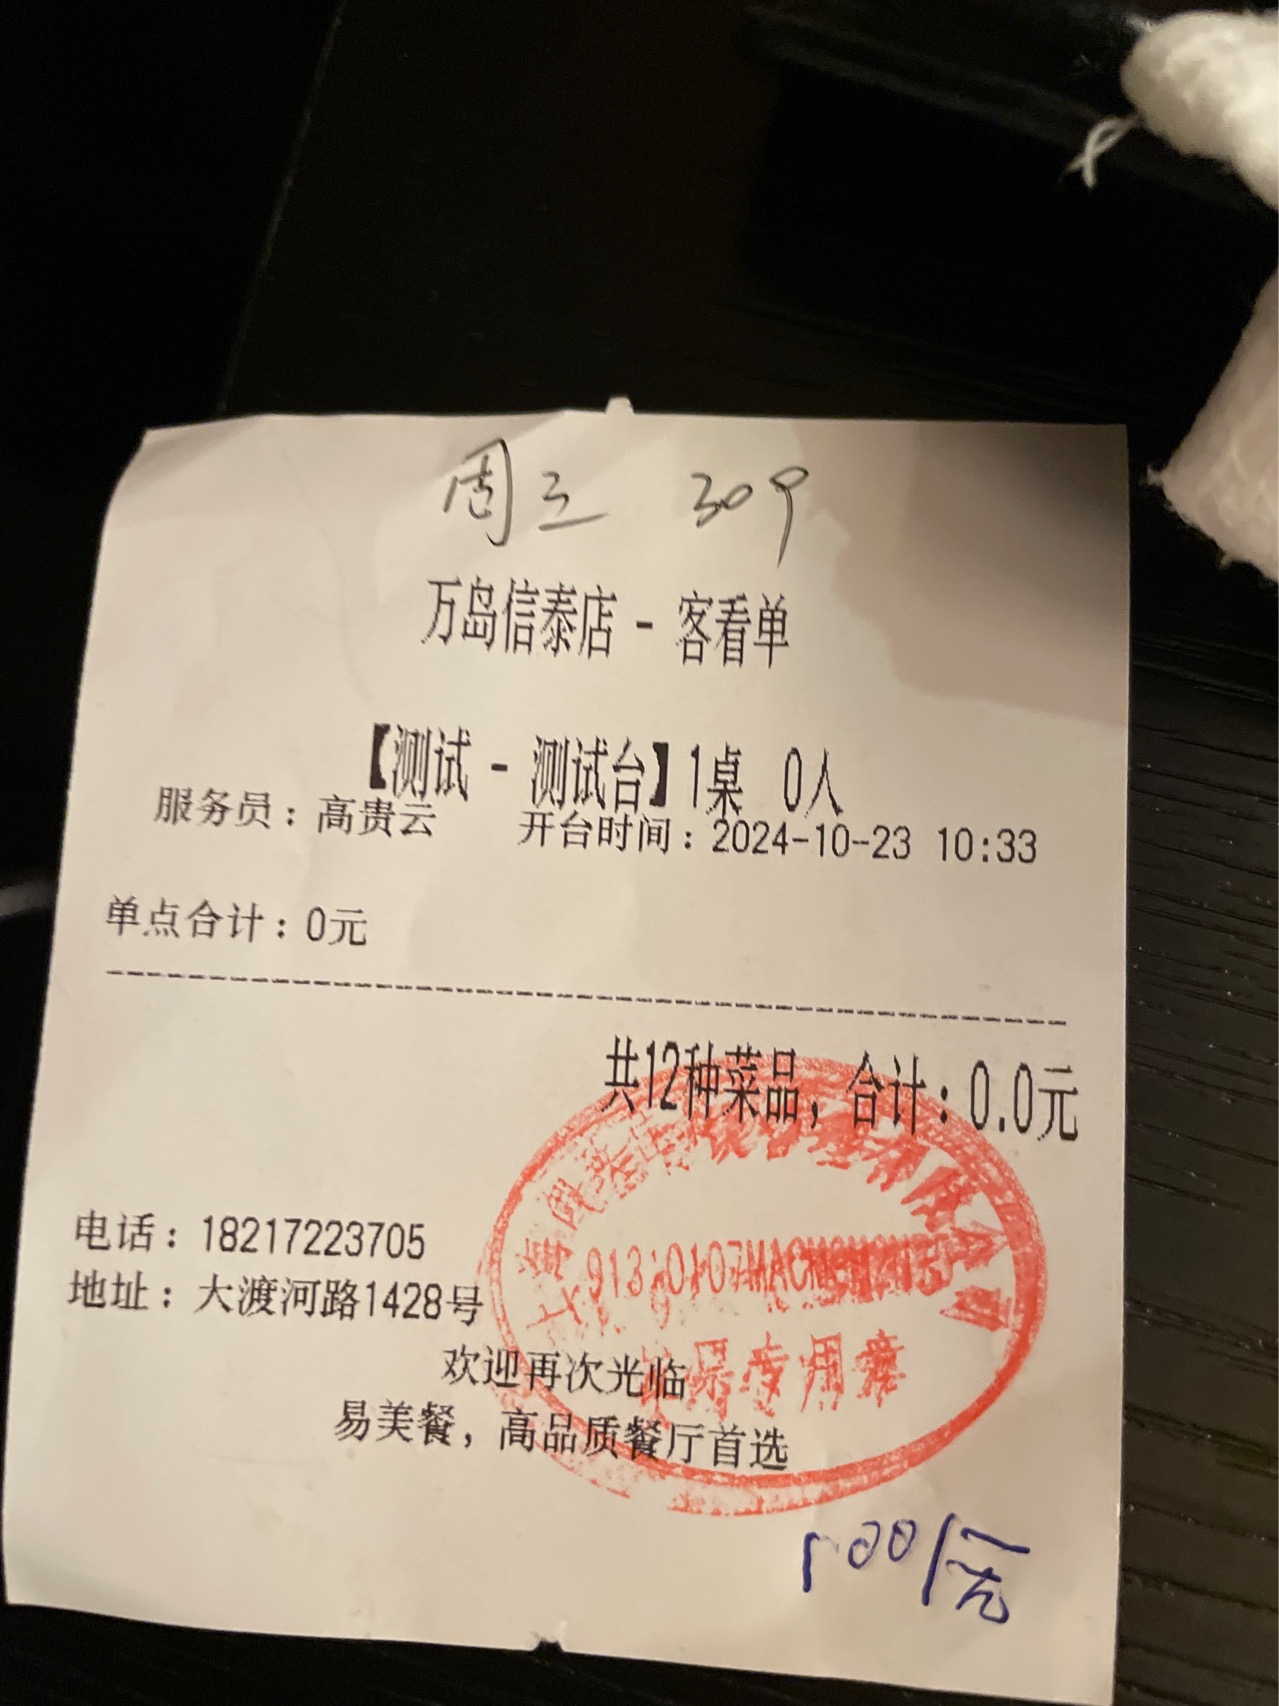 周三 309
万岛信泰店 - 客看单
【测试 - 测试台】1桌 0人
服务员：高贵云 开台时间：2024-10-23 10:33
单点合计：0元
共12种菜品，合计：0.0元
电话：18217223705
地址：大渡河路1428号
专用章
欢迎再次光临
易美餐，高品质餐厅首选
元